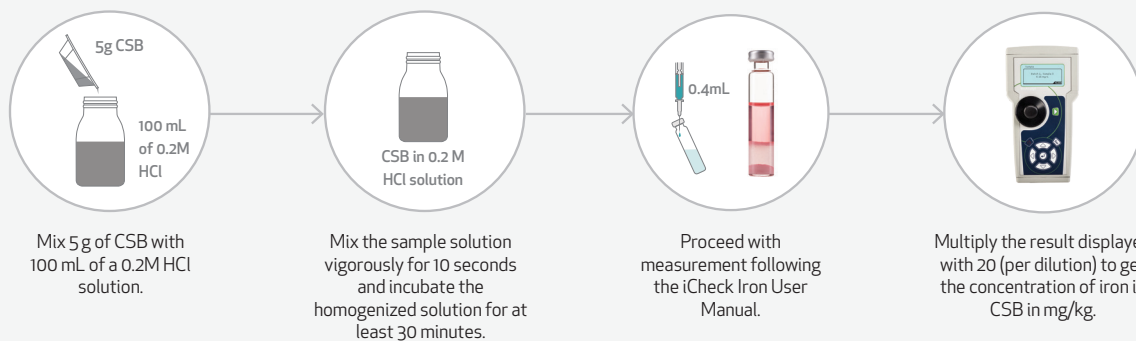 5g CSB
100 mL
of 0.2M
HCl
CSB in 0.2 M
HCl solution
0.4mL
Mix 5 g of CSB with
100 mL of a 0.2M HCl
solution.
Mix the sample solution
vigorously for 10 seconds
and incubate the
homogenized solution for at
least 30 minutes.
Proceed with
measurement following
the iCheck Iron User
Manual.
Multiply the result displaye
with 20 (per dilution) to ge
the concentration of iron i
CSB in mg/kg.